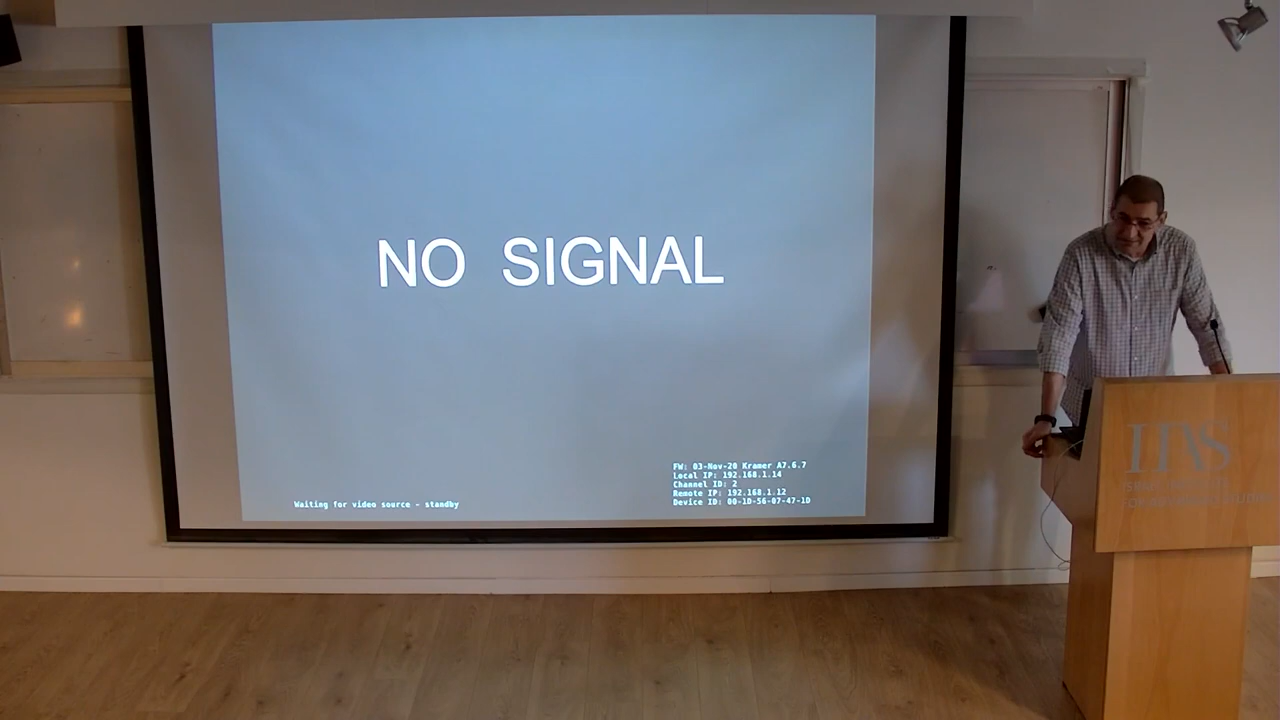 NO SIGNAL
Waiting for video source - standby
FW: 03-Nov-20 Kramer A7.6.7
Local IP: 192.168.1.14
Channel ID: 2
Remote IP: 192.168.1.12
Device ID: 00-1D-56-07-47-1D
IIAS